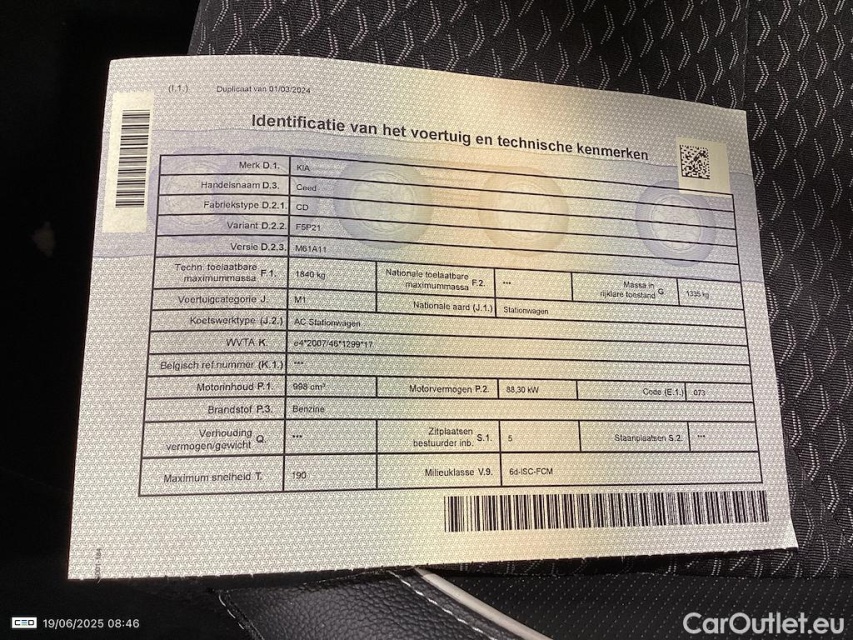 (I.1.) Duplicaat van 01/03/2024
Identificatie van het voertuig en technische kenmerken
Merk D.1. KIA
Handelsnaam D.3. Ceed
Fabriekstype D.2.1. CD
Variant D.2.2. F5P21
Versie D.2.3. M61A11
Techn. toelaatbare maximummassa F.1. 1840 kg Nationale toelaatbare maximummassa F.2. *** Massa in rijklare toestand G 1335 kg
Voertuigcategorie J. M1 Nationale aard (J.1.) Stationwagen
Koetswerktype (J.2.) AC Stationwagen
WVTA K. e4*2007/46*1299*17
Belgisch ref.nummer (K.1.) ***
Motorinhoud P.1. 998 cm³ Motorvermogen P.2. 88,30 kW Code (E.1.) 073
Brandstof P.3. Benzine
Verhouding vermogen/gewicht Q. *** Zitplaatsen bestuurder inb. S.1. 5 Staanplaatsen S.2. ***
Maximum snelheid T. 190 Milieuklasse V.9. 6d-ISC-FCM
CED 19/06/2025 08:46
CarOutlet.eu